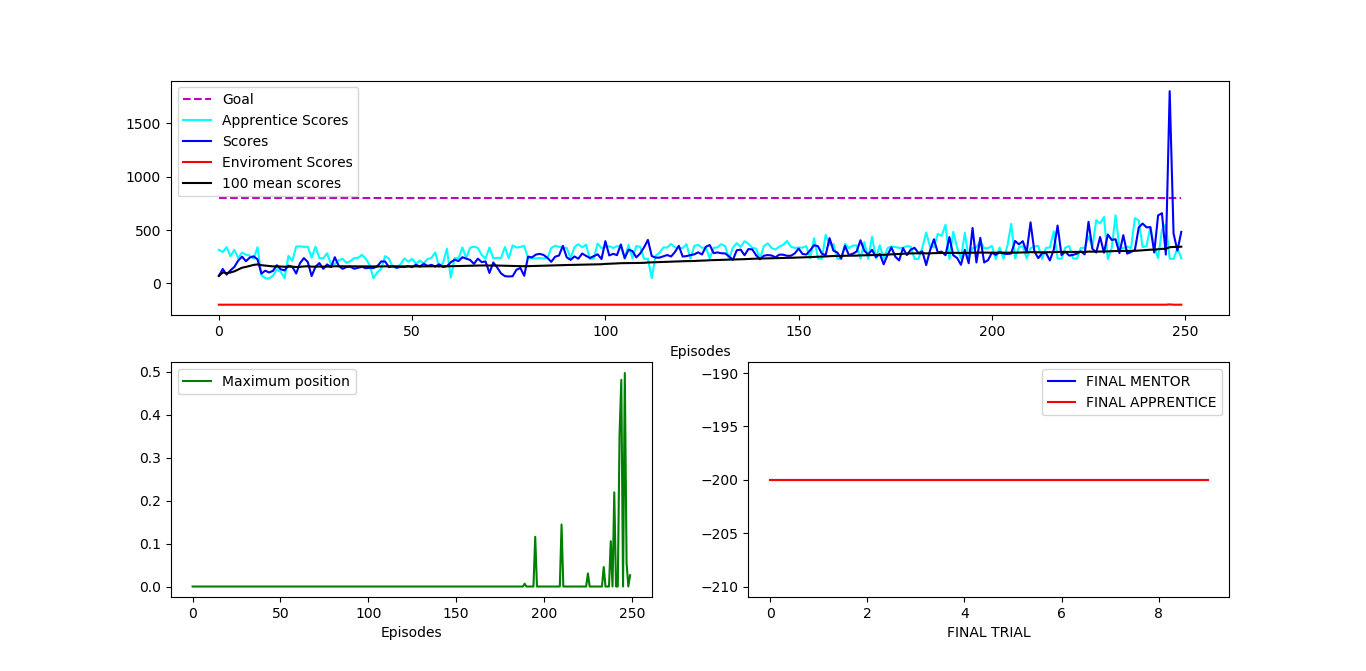 Goal
Apprentice Scores
Scores
Enviroment Scores
100 mean scores
1500
1000
500
0
0 50 100 150 200 250
Episodes
Maximum position
0.5
0.4
0.3
0.2
0.1
0.0
0 50 100 150 200 250
Episodes
FINAL MENTOR
FINAL APPRENTICE
−190
−195
−200
−205
−210
0 2 4 6 8
FINAL TRIAL